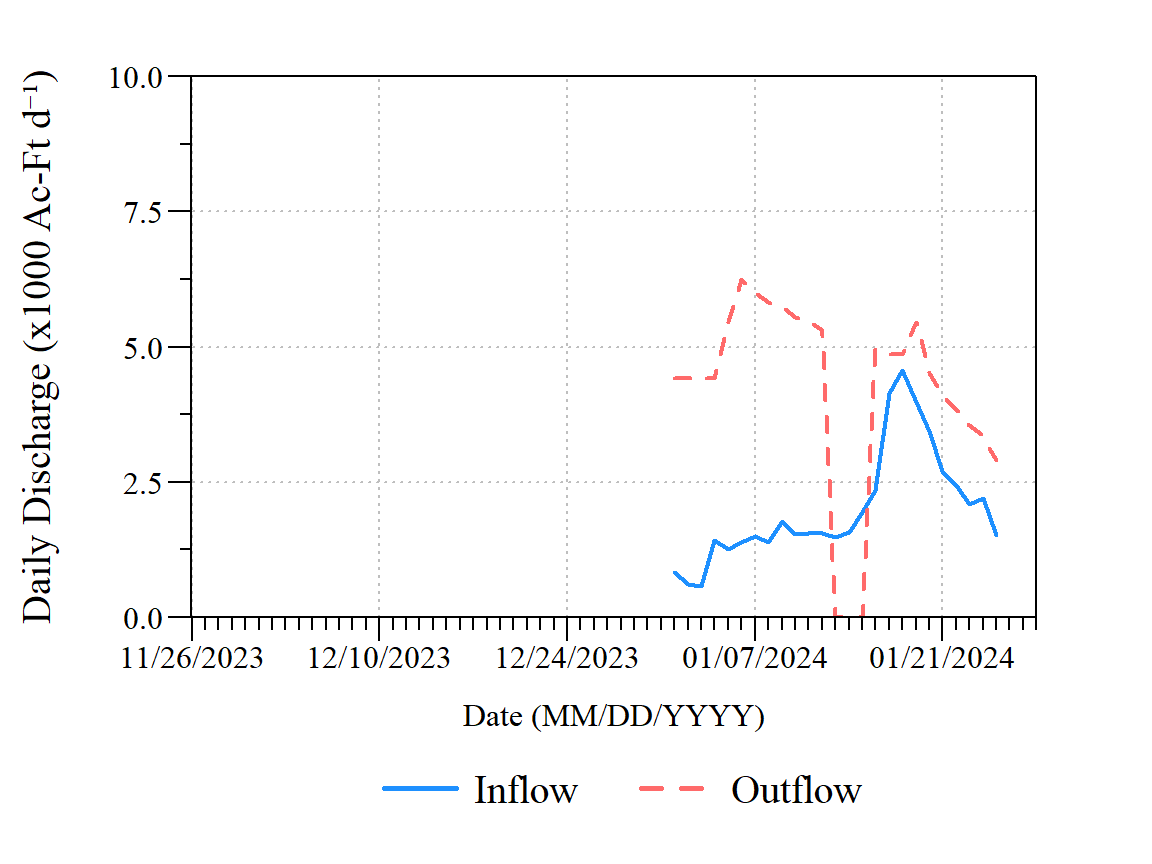 Daily Discharge (x1000 Ac-Ft d⁻¹)
10.0
7.5
5.0
2.5
0.0
11/26/2023 12/10/2023 12/24/2023 01/07/2024 01/21/2024
Date (MM/DD/YYYY)
Inflow Outflow